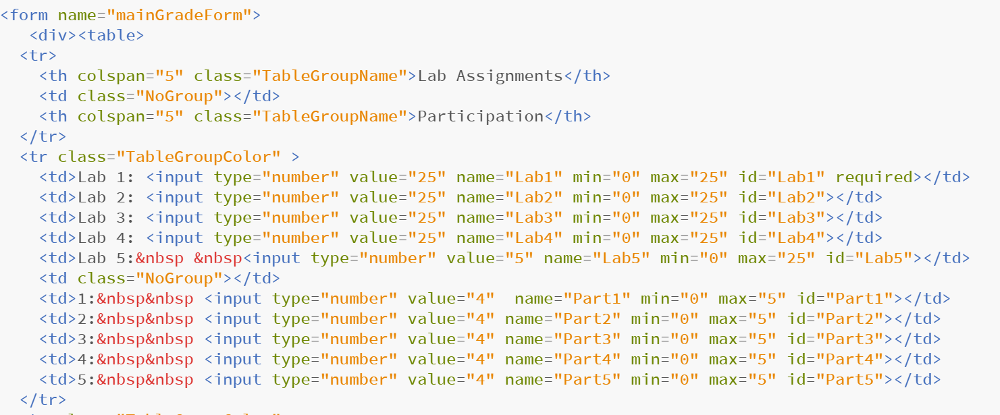 <form name="mainGradeForm">
<div><table>
<tr>
<th colspan="5" class="TableGroupName">Lab Assignments</th>
<td class="NoGroup"></td>
<th colspan="5" class="TableGroupName">Participation</th>
</tr>
<tr class="TableGroupColor" >
<td>Lab 1: <input type="number" value="25" name="Lab1" min="0" max="25" id="Lab1" required></td>
<td>Lab 2: <input type="number" value="25" name="Lab2" min="0" max="25" id="Lab2"></td>
<td>Lab 3: <input type="number" value="25" name="Lab3" min="0" max="25" id="Lab3"></td>
<td>Lab 4: <input type="number" value="25" name="Lab4" min="0" max="25" id="Lab4"></td>
<td>Lab 5:&nbsp &nbsp<input type="number" value="5" name="Lab5" min="0" max="25" id="Lab5"></td>
<td class="NoGroup"></td>
<td>1:&nbsp&nbsp <input type="number" value="4"  name="Part1" min="0" max="5" id="Part1"></td>
<td>2:&nbsp&nbsp <input type="number" value="4" name="Part2" min="0" max="5" id="Part2"></td>
<td>3:&nbsp&nbsp <input type="number" value="4" name="Part3" min="0" max="5" id="Part3"></td>
<td>4:&nbsp&nbsp <input type="number" value="4" name="Part4" min="0" max="5" id="Part4"></td>
<td>5:&nbsp&nbsp <input type="number" value="4" name="Part5" min="0" max="5" id="Part5"></td>
</tr>